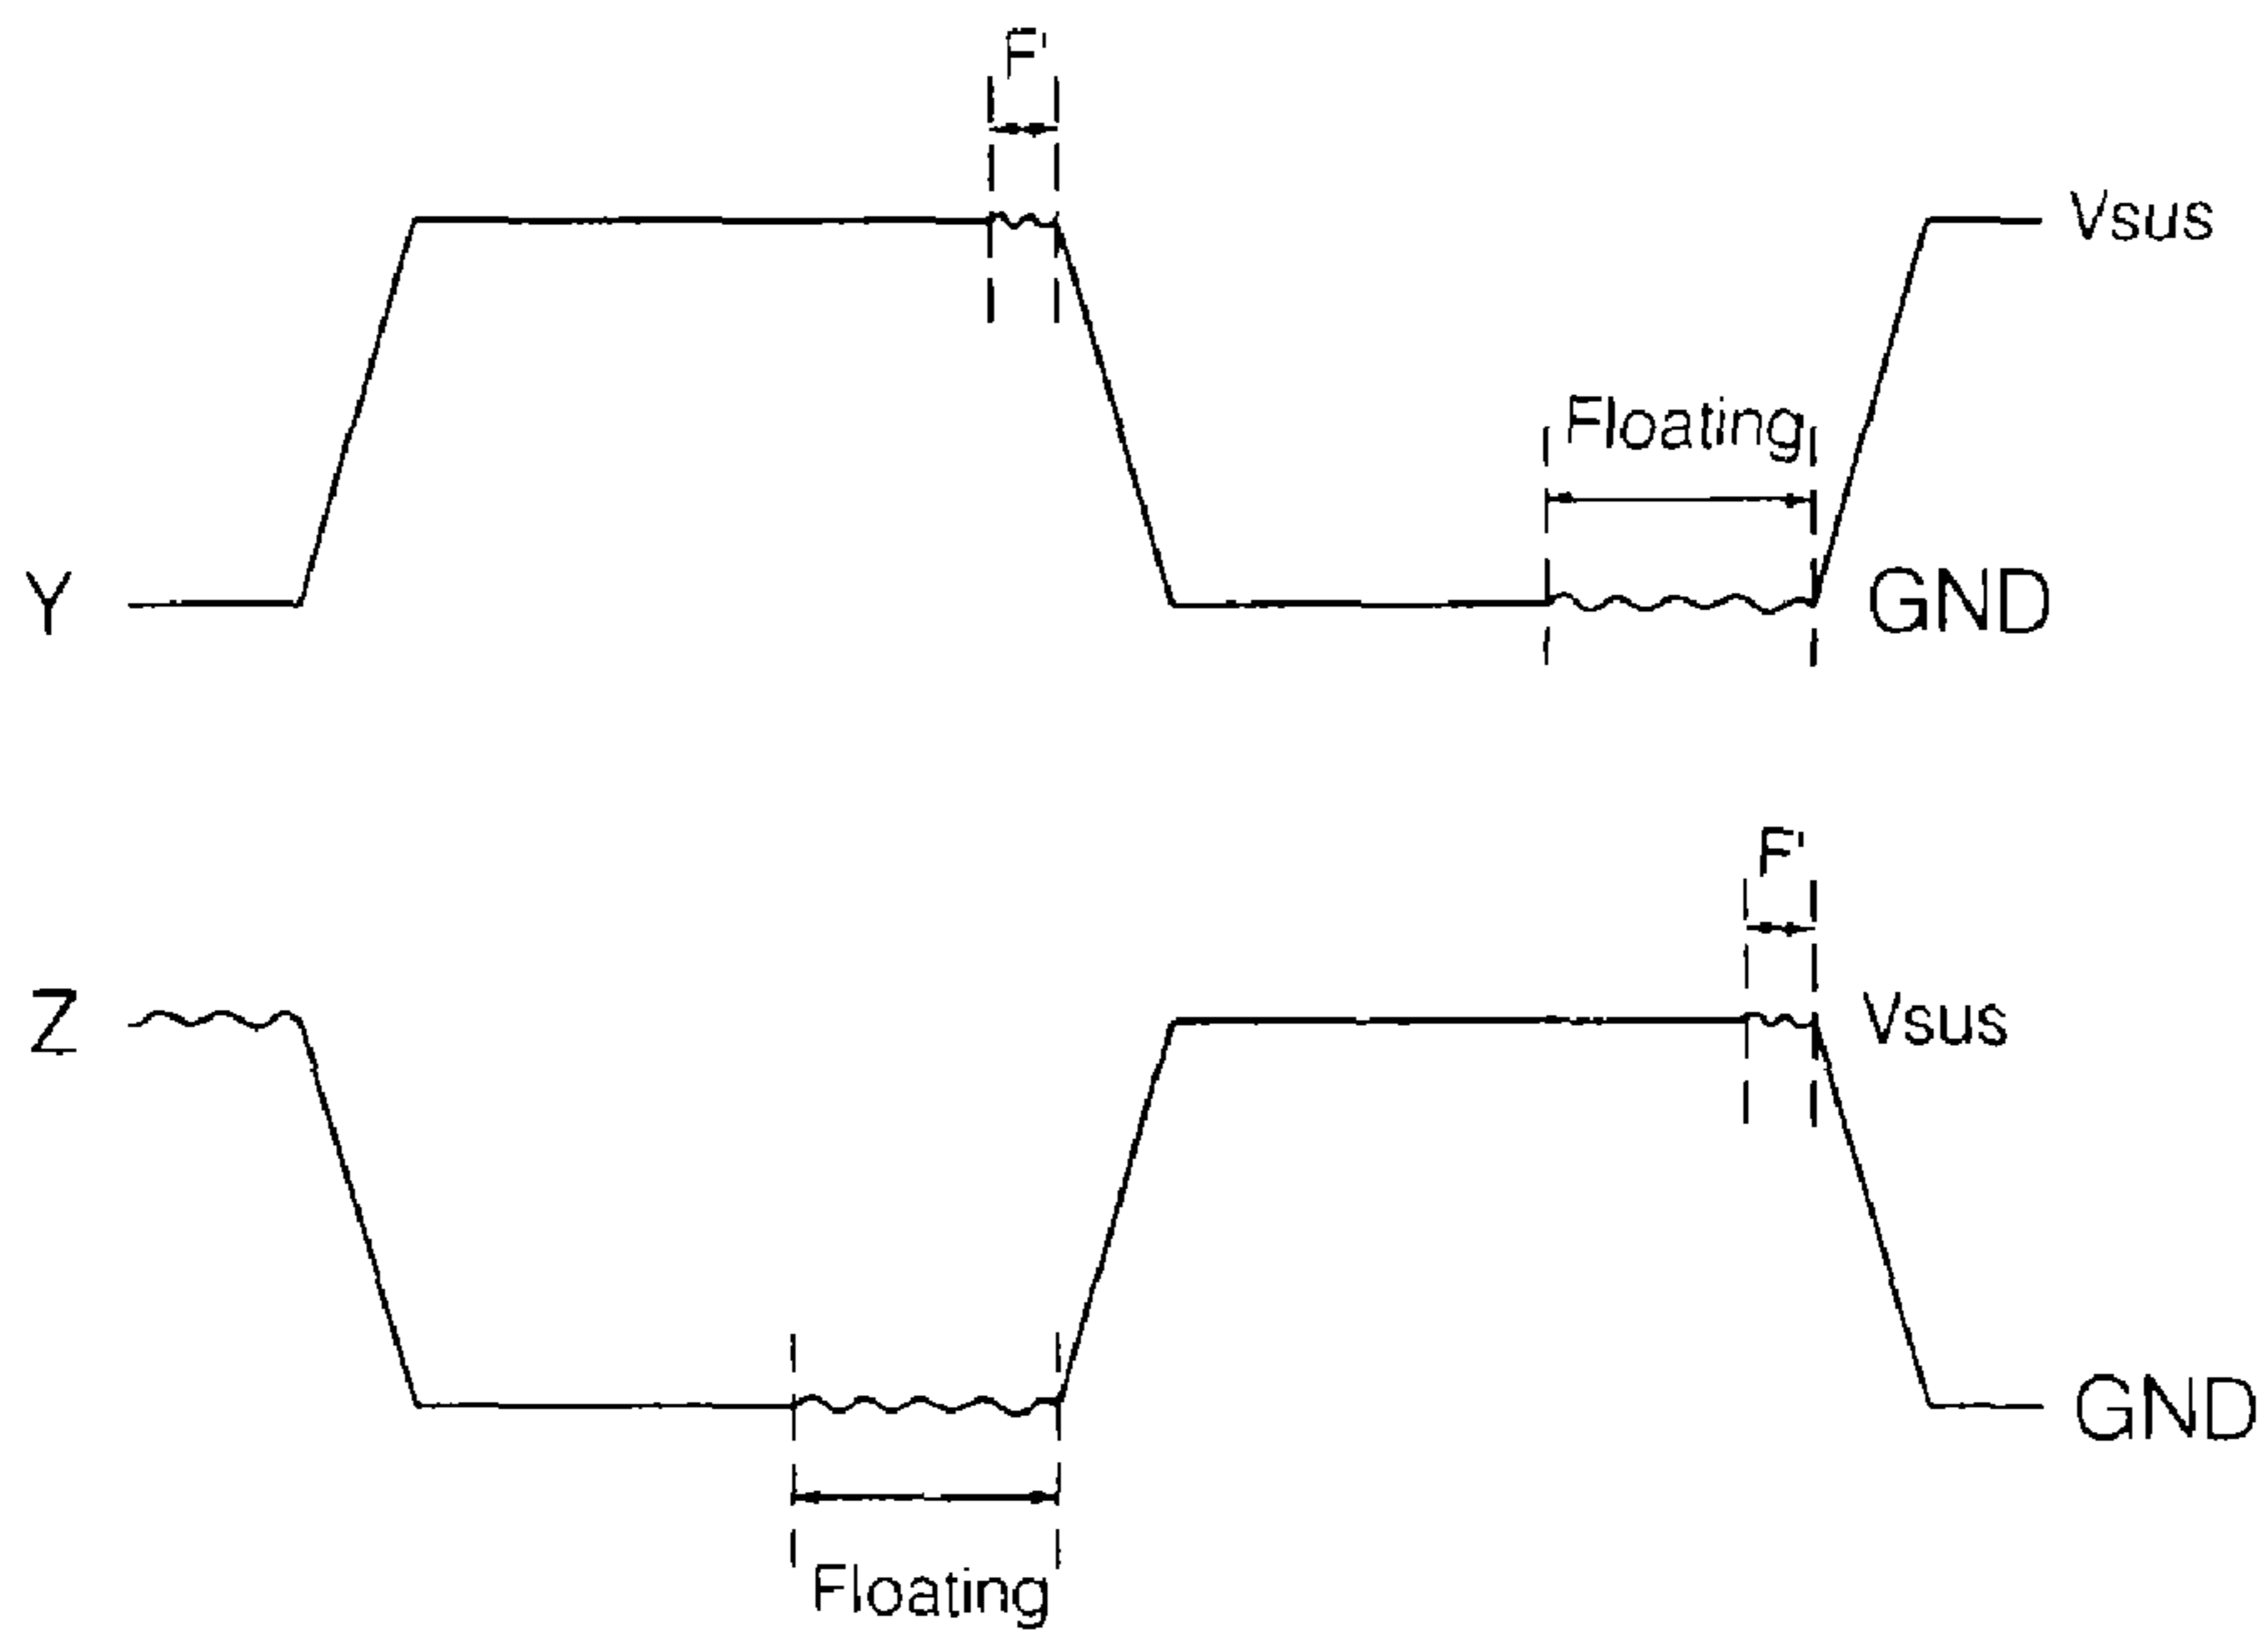 F'
Vsus
Floating
Y
GND
F'
Z
Vsus
GND
Floating